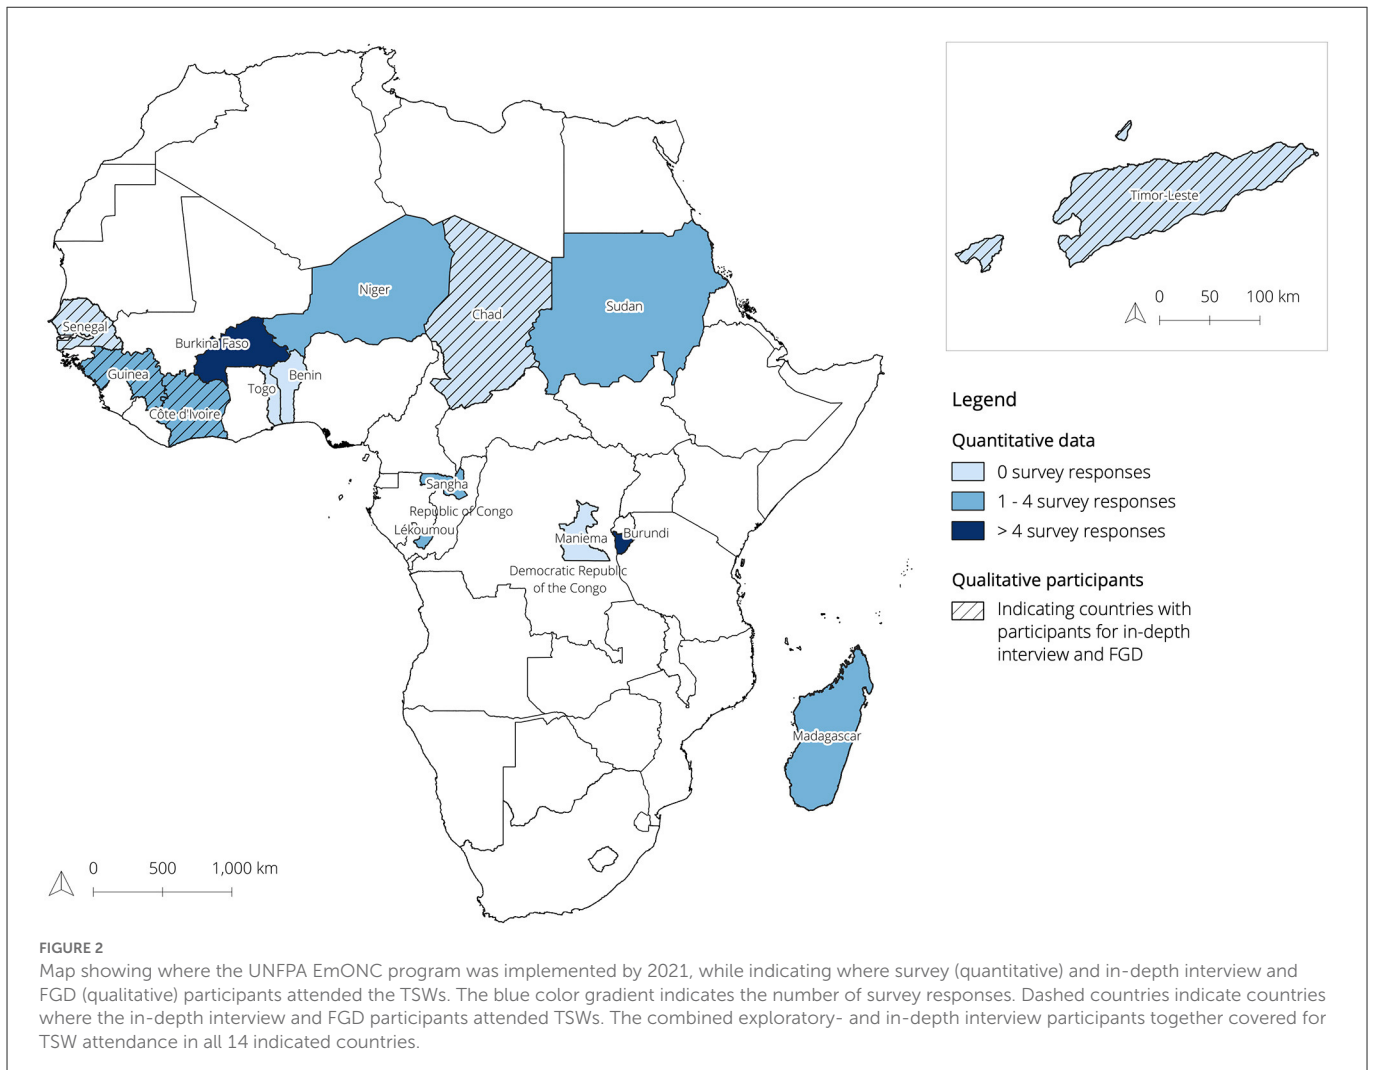 Timor-Leste
0 50 100 km
Niger
Chad
Sudan
Senegal
Burkina Faso
Guinea
Benin
Togo
Côte d'Ivoire
Sangha
Republic of Congo
Lékoumou
Maniema
Burundi
Democratic Republic
of the Congo
Madagascar
Legend
Quantitative data
0 survey responses
1 - 4 survey responses
> 4 survey responses
Qualitative participants
Indicating countries with
participants for in-depth
interview and FGD
0 500 1,000 km
FIGURE 2
Map showing where the UNFPA EmONC program was implemented by 2021, while indicating where survey (quantitative) and in-depth interview and
FGD (qualitative) participants attended the TSWs. The blue color gradient indicates the number of survey responses. Dashed countries indicate countries
where the in-depth interview and FGD participants attended TSWs. The combined exploratory- and in-depth interview participants together covered for
TSW attendance in all 14 indicated countries.